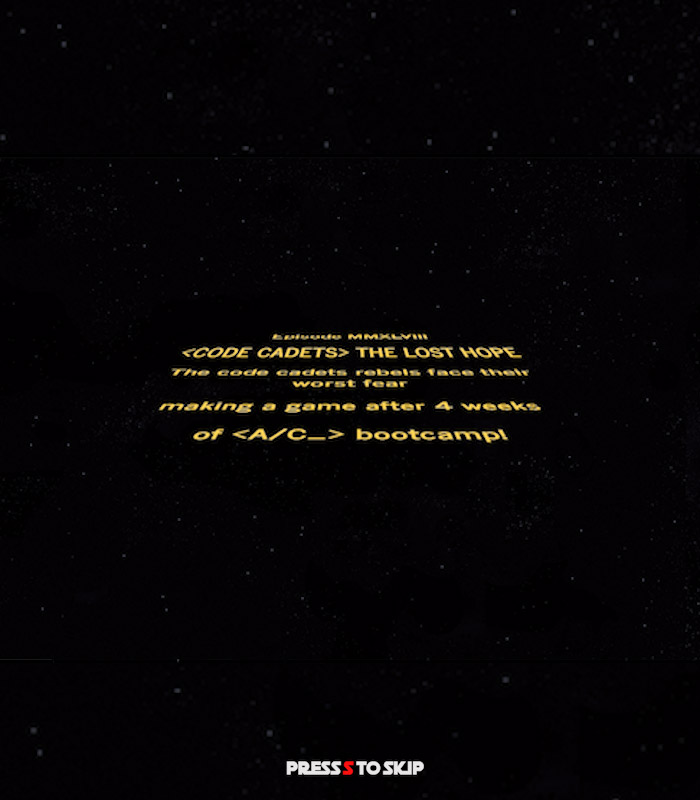 Episode MMXLVIII
<CODE CADETS> THE LOST HOPE
The code cadets rebels face their
worst fear
making a game after 4 weeks
of <A/C_> bootcamp!
PRESS S TO SKIP